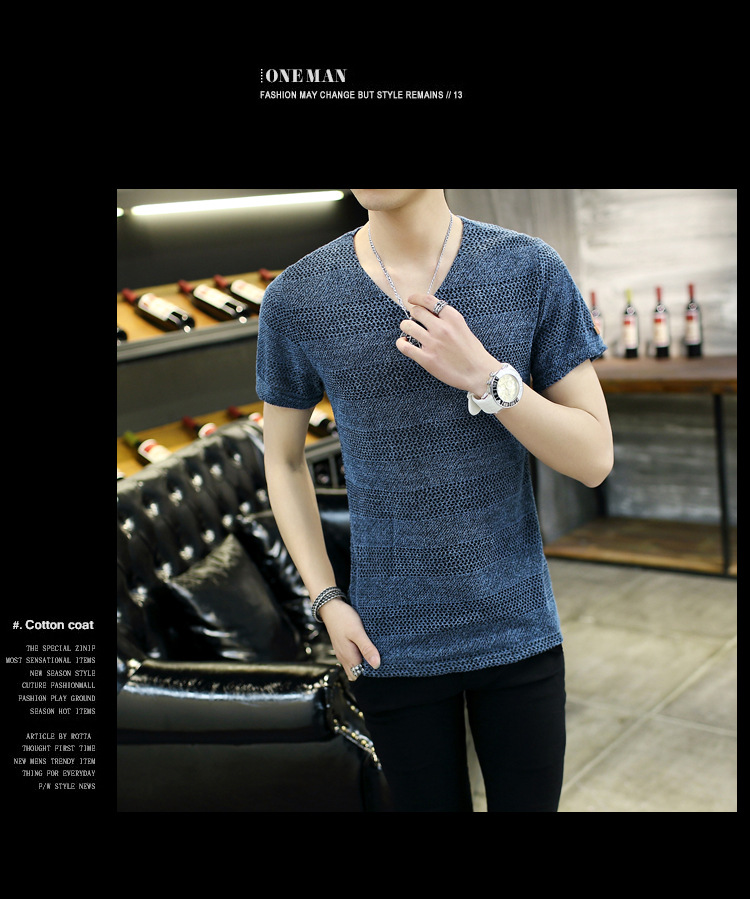 ONE MAN
FASHION MAY CHANGE BUT STYLE REMAINS // 13
#. Cotton coat
THE SPECIAL ZINIP
MOST SENSATIONAL ITEMS
NEW SEASON STYLE
CUTURE FASHIONMALL
FASHION PLAY GROUND
SEASON HOT ITEMS
ARTICLE BY ROTTA
THOUGHT FIRST TIME
NEW MENS TRENDY ITEM
THING FOR EVERYDAY
P/W STYLE NEWS